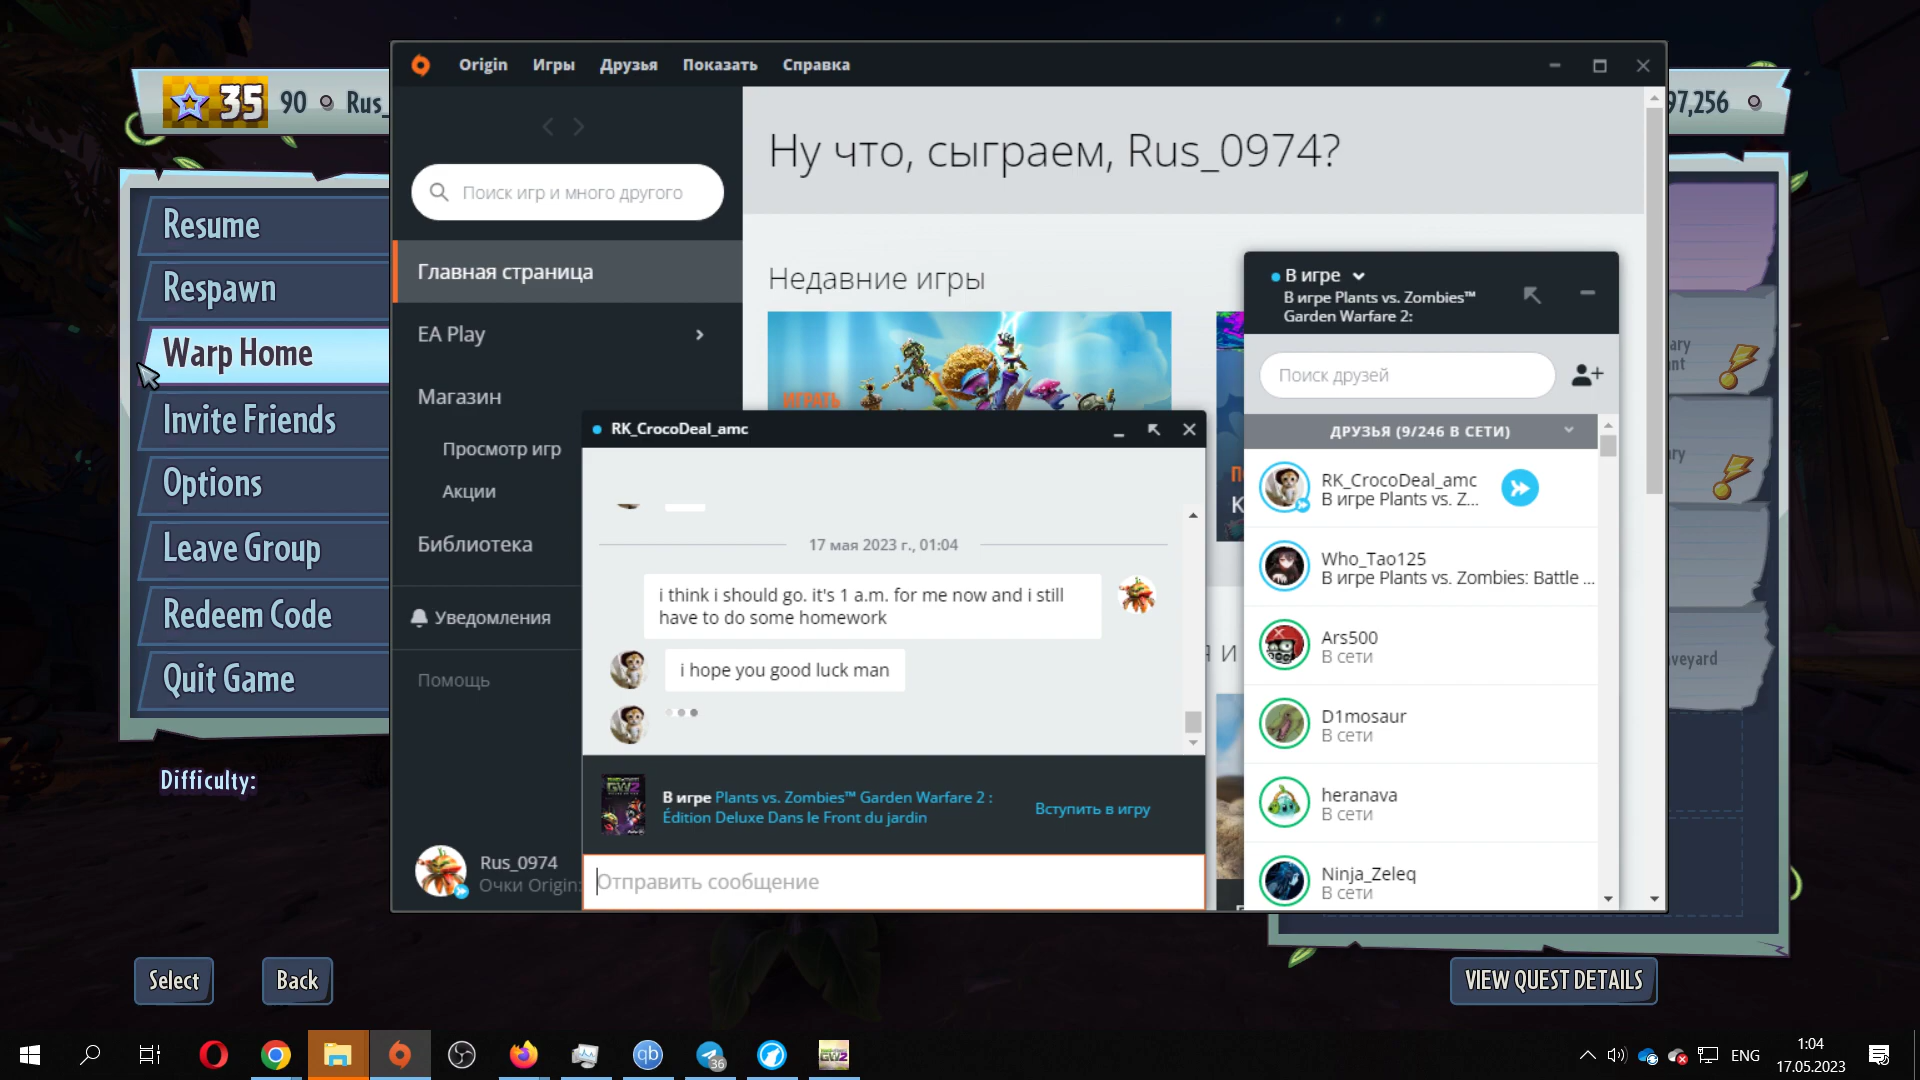 Origin
Игры
Друзья
Показать
Справка
35
90
Rus_
97,256
Поиск игр и много другого
Ну что, сыграем, Rus_0974?
Resume
Respawn
Warp Home
Invite Friends
Options
Leave Group
Redeem Code
Quit Game
Difficulty:
Select
Back
Главная страница
EA Play
Магазин
Просмотр игр
Акции
Библиотека
Уведомления
Помощь
Rus_0974
Очки Origin:
Недавние игры
ИГРАТЬ
RK_CrocoDeal_amc
17 мая 2023 г., 01:04
i think i should go. it's 1 a.m. for me now and i still
have to do some homework
i hope you good luck man
В игре Plants vs. Zombies™ Garden Warfare 2 :
Édition Deluxe Dans le Front du jardin
Вступить в игру
Отправить сообщение
В игре
В игре Plants vs. Zombies™
Garden Warfare 2:
Поиск друзей
ДРУЗЬЯ (9/246 В СЕТИ)
RK_CrocoDeal_amc
В игре Plants vs. Z...
Who_Tao125
В игре Plants vs. Zombies: Battle ...
Ars500
В сети
D1mosaur
В сети
heranava
В сети
Ninja_Zeleq
В сети
VIEW QUEST DETAILS
GW2
qb
36
GW2
ENG
1:04
17.05.2023